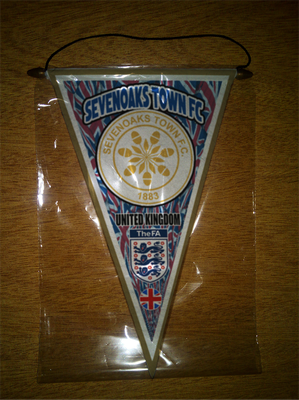 SEVENOAKS TOWN FC
SEVENOAKS TOWN F.C.
1883
UNITED KINGDOM
The FA